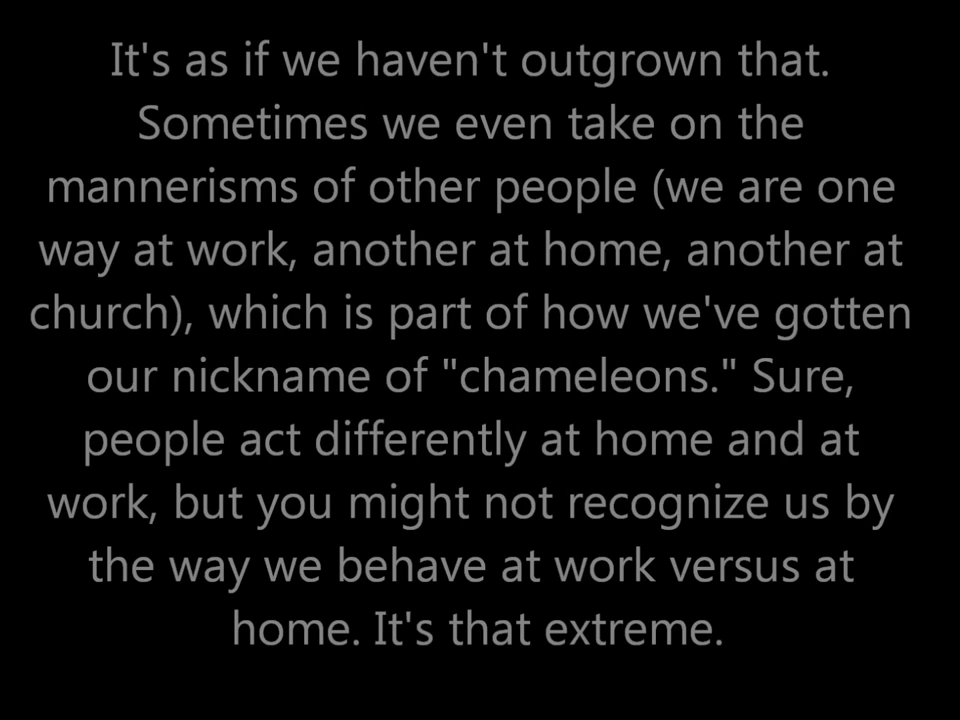 It's as if we haven't outgrown that.
Sometimes we even take on the
mannerisms of other people (we are one
way at work, another at home, another at
church), which is part of how we've gotten
our nickname of "chameleons." Sure,
people act differently at home and at
work, but you might not recognize us by
the way we behave at work versus at
home. It's that extreme.